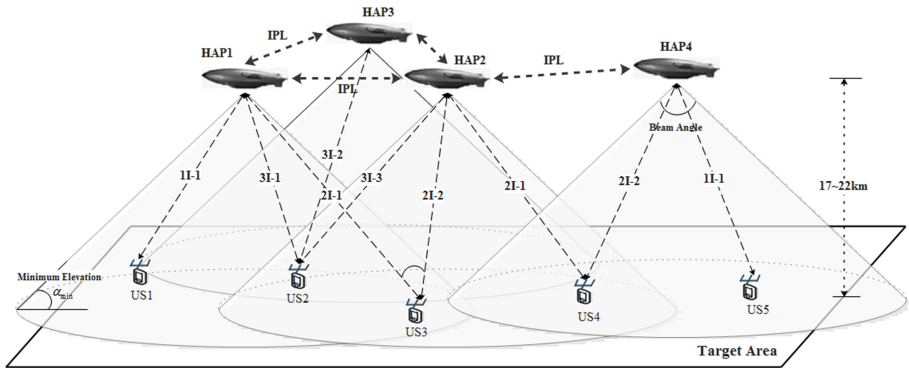 HAP3
IPL
HAP1
HAP2
IPL
HAP4
IPL
Beam Angle
3I-2
1I-1
3I-1
3I-3
2I-1
2I-2
2I-1
2I-2
1I-1
17~22km
Minimum Elevation
αmin
US1
US2
US3
US4
US5
Target Area